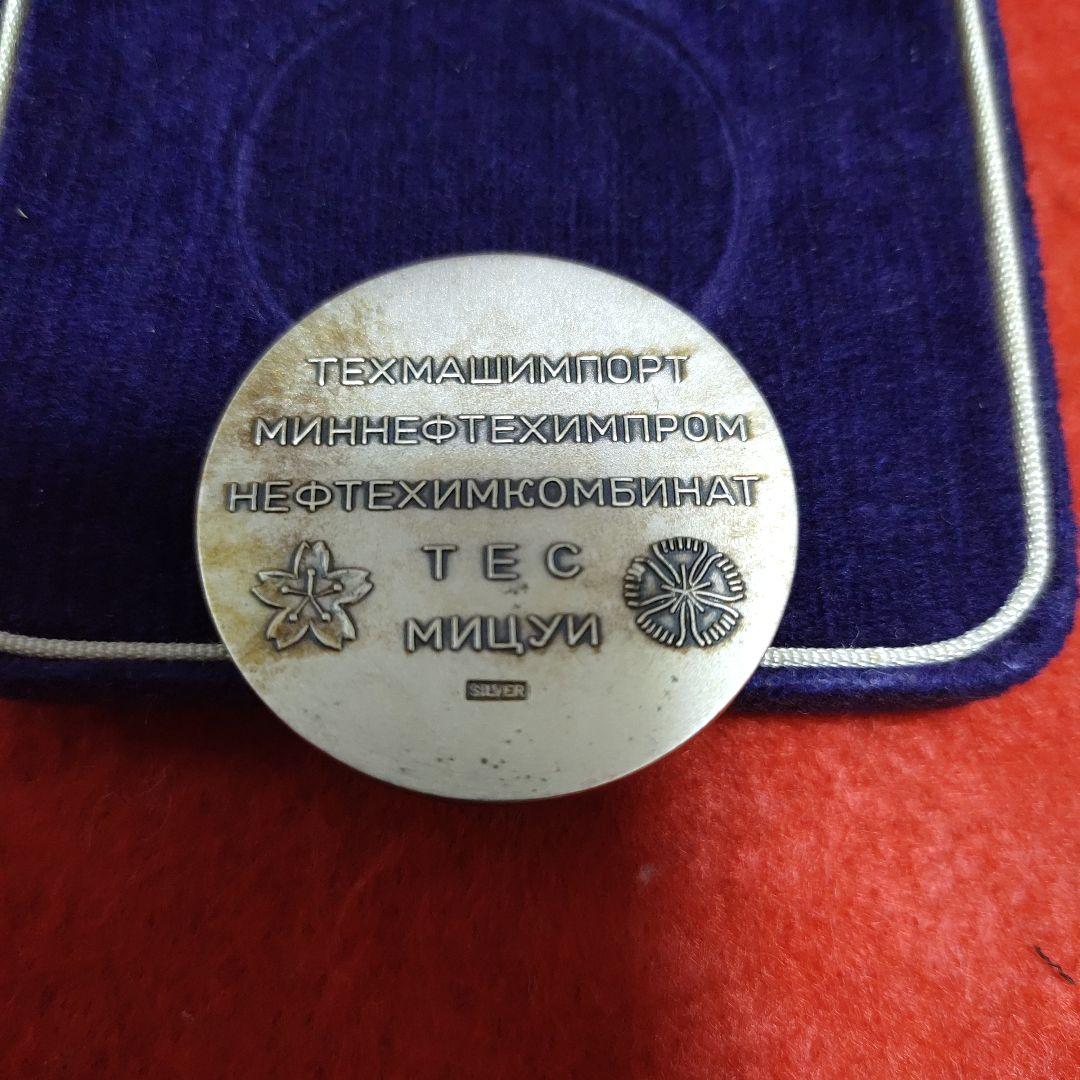 ТЕХМАШИМПОРТ
МИННЕФТЕХИМПРОМ
НЕФТЕХИМКОМБИНАТ
ТЕС
МИЦУИ
SILVER